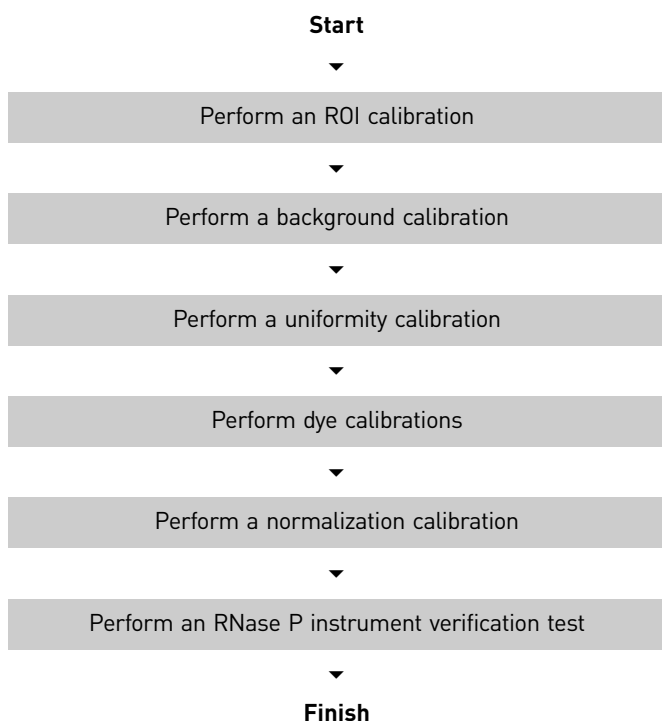 Start
Perform an ROI calibration
Perform a background calibration
Perform a uniformity calibration
Perform dye calibrations
Perform a normalization calibration
Perform an RNase P instrument verification test
Finish